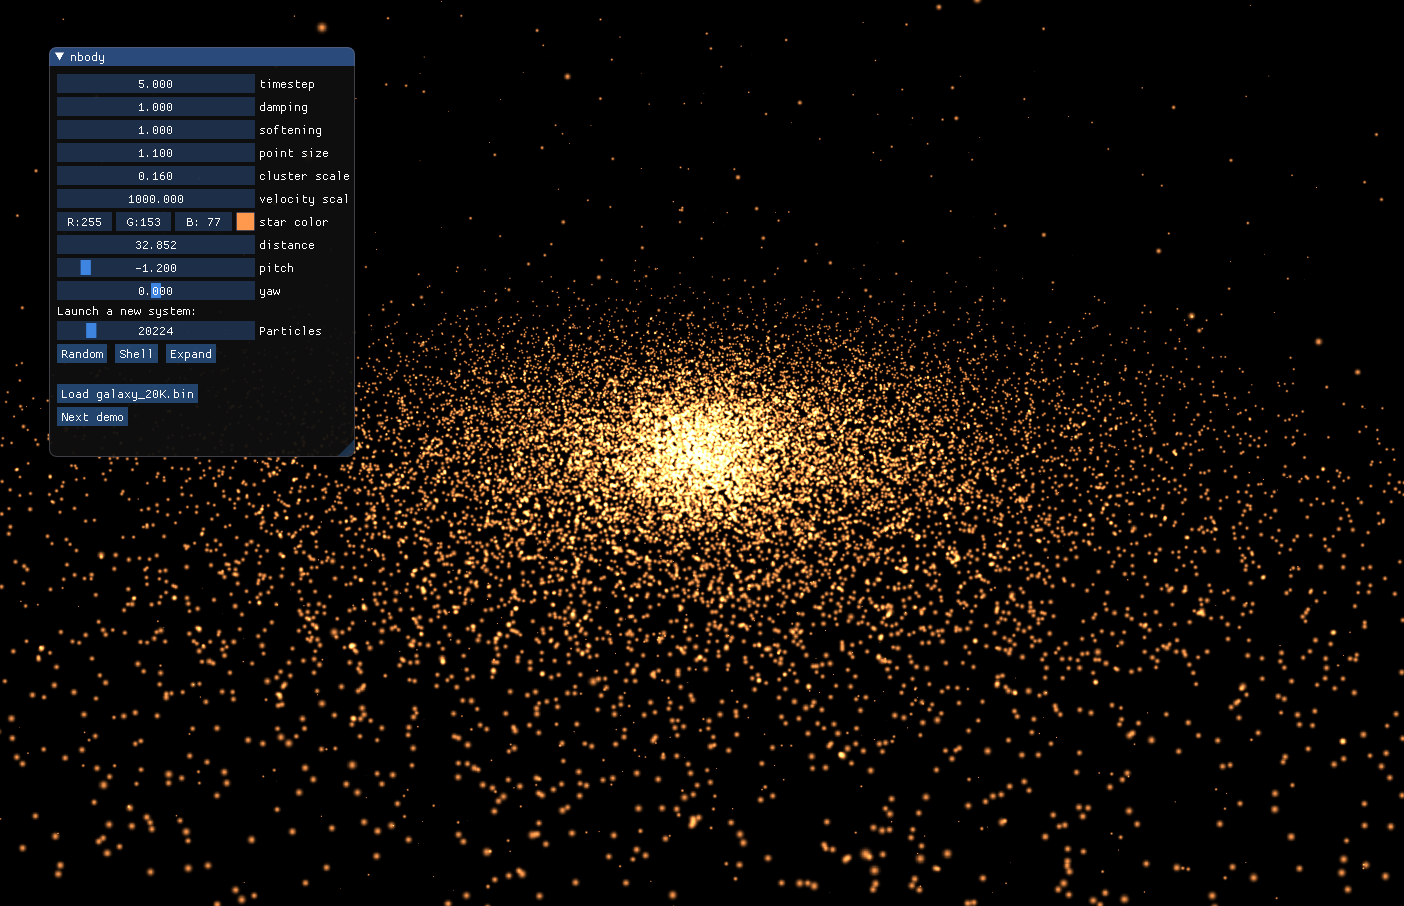 nbody
5.000 timestep
1.000 damping
1.000 softening
1.100 point size
0.160 cluster scale
1000.000 velocity scal
R:255 G:153 B: 77 star color
32.852 distance
-1.200 pitch
0.000 yaw
Launch a new system:
20224 Particles
Random Shell Expand
Load galaxy_20K.bin
Next demo